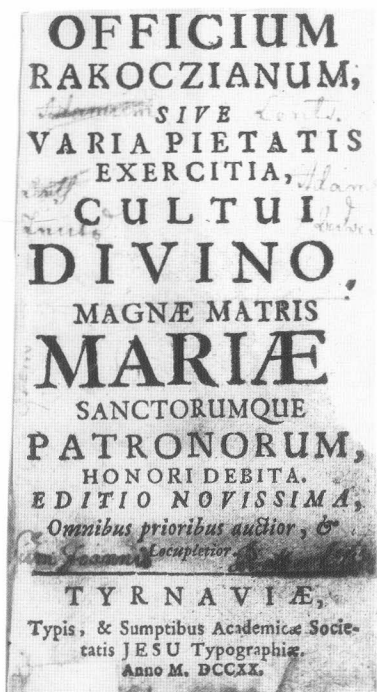 OFFICIUM
RAKOCZIANUM,
SIVE
VARIA PIETATIS
EXERCITIA,
CULTUI
DIVINO,
MAGNÆ MATRIS
MARIÆ
SANCTORUMQUE
PATRONORUM,
HONORI DEBITA.
EDITIO NOVISSIMA,
Omnibus prioribus auctior, &
Locupletior.
TYRNAVIÆ,
Typis, & Sumptibus Academicæ Socie-
tatis JESU Typographiæ.
Anno M. DCCXX.